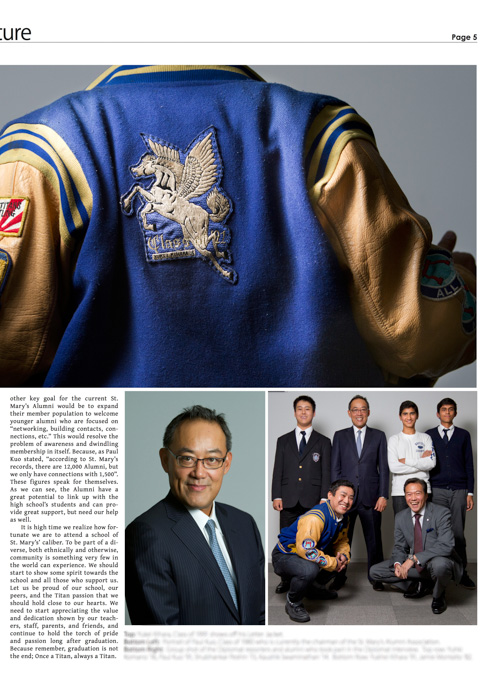 ture
Page 5
Class
ALL
other key goal for the current St.
Mary's Alumni would be to expand
their member population to welcome
younger alumni who are focused on
"networking, building contacts, con-
nections, etc." This would resolve the
problem of awareness and dwindling
membership in itself. Because, as Paul
Kuo stated, "according to St. Mary's
records, there are 12,000 Alumni, but
we only have connections with 1,500".
These figures speak for themselves.
As we can see, the Alumni have a
great potential to link up with the
high school's students and can pro-
vide great support, but need our help
as well.
It is high time we realize how for-
tunate we are to attend a school of
St. Mary's caliber. To be part of a di-
verse, both ethnically and otherwise,
community is something very few in
the world can experience. We should
start to show some spirit towards the
school and all those who support us.
Let us be proud of our school, our
peers, and the Titan passion that we
should hold close to our hearts. We
need to start appreciating the value
and dedication shown by our teach-
ers, staff, parents, and friends, and
continue to hold the torch of pride
and passion long after graduation.
Because remember, graduation is not
the end; Once a Titan, always a Titan.